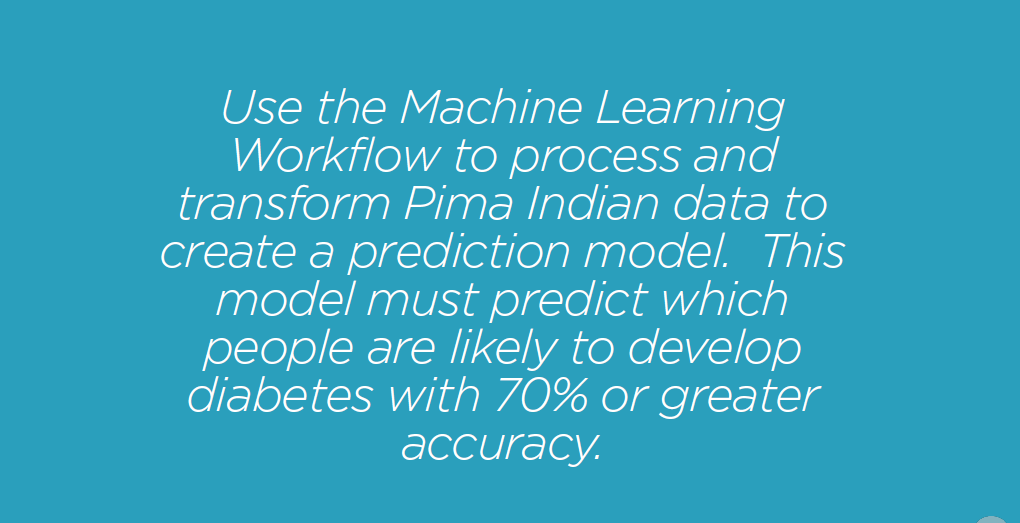 Use the Machine Learning
Workflow to process and
transform Pima Indian data to
create a prediction model.  This
model must predict which
people are likely to develop
diabetes with 70% or greater
accuracy.